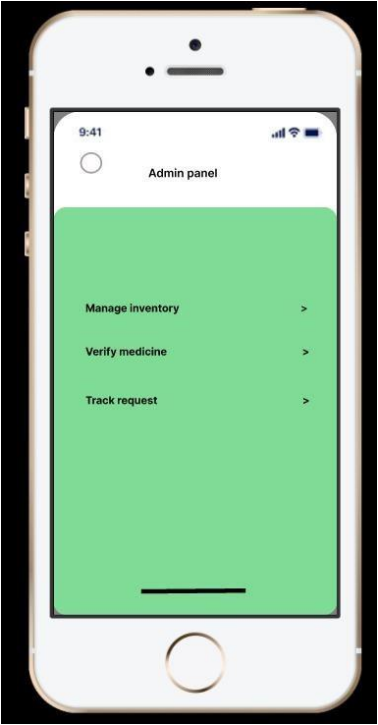 9:41
Admin panel
Manage inventory >
Verify medicine >
Track request >